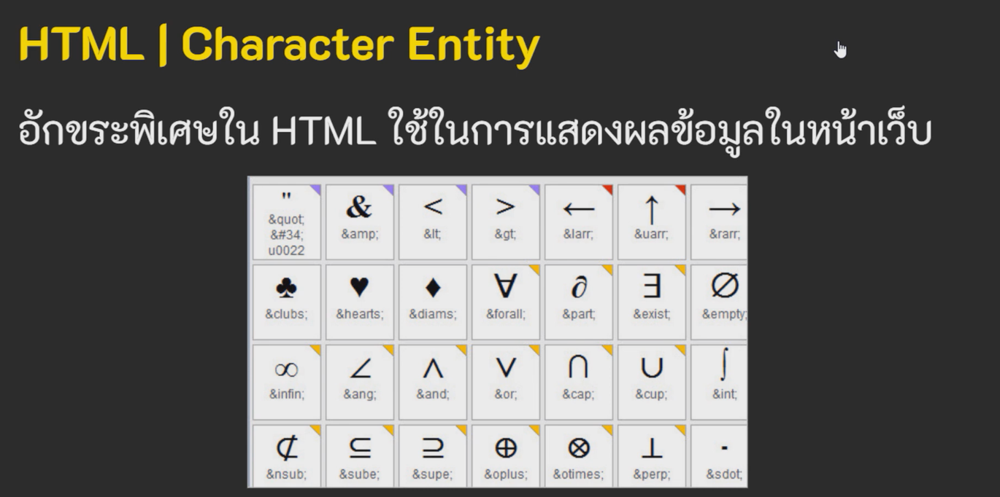 HTML | Character Entity
อักขระพิเศษใน HTML ใช้ในการแสดงผลข้อมูลในหน้าเว็บ
" & < > ← ↑ →
&quot; &amp; &lt; &gt; &larr; &uarr; &rarr;
&#34;
u0022
♣ ♥ ♦ ∀ ∂ ∃ ∅
&clubs; &hearts; &diams; &forall; &part; &exist; &empty;
∞ ∠ ∧ ∨ ∩ ∪ ∫
&infin; &ang; &and; &or; &cap; &cup; &int;
⊄ ⊆ ⊇ ⊕ ⊗ ⊥ ⋅
&nsub; &sube; &supe; &oplus; &otimes; &perp; &sdot;